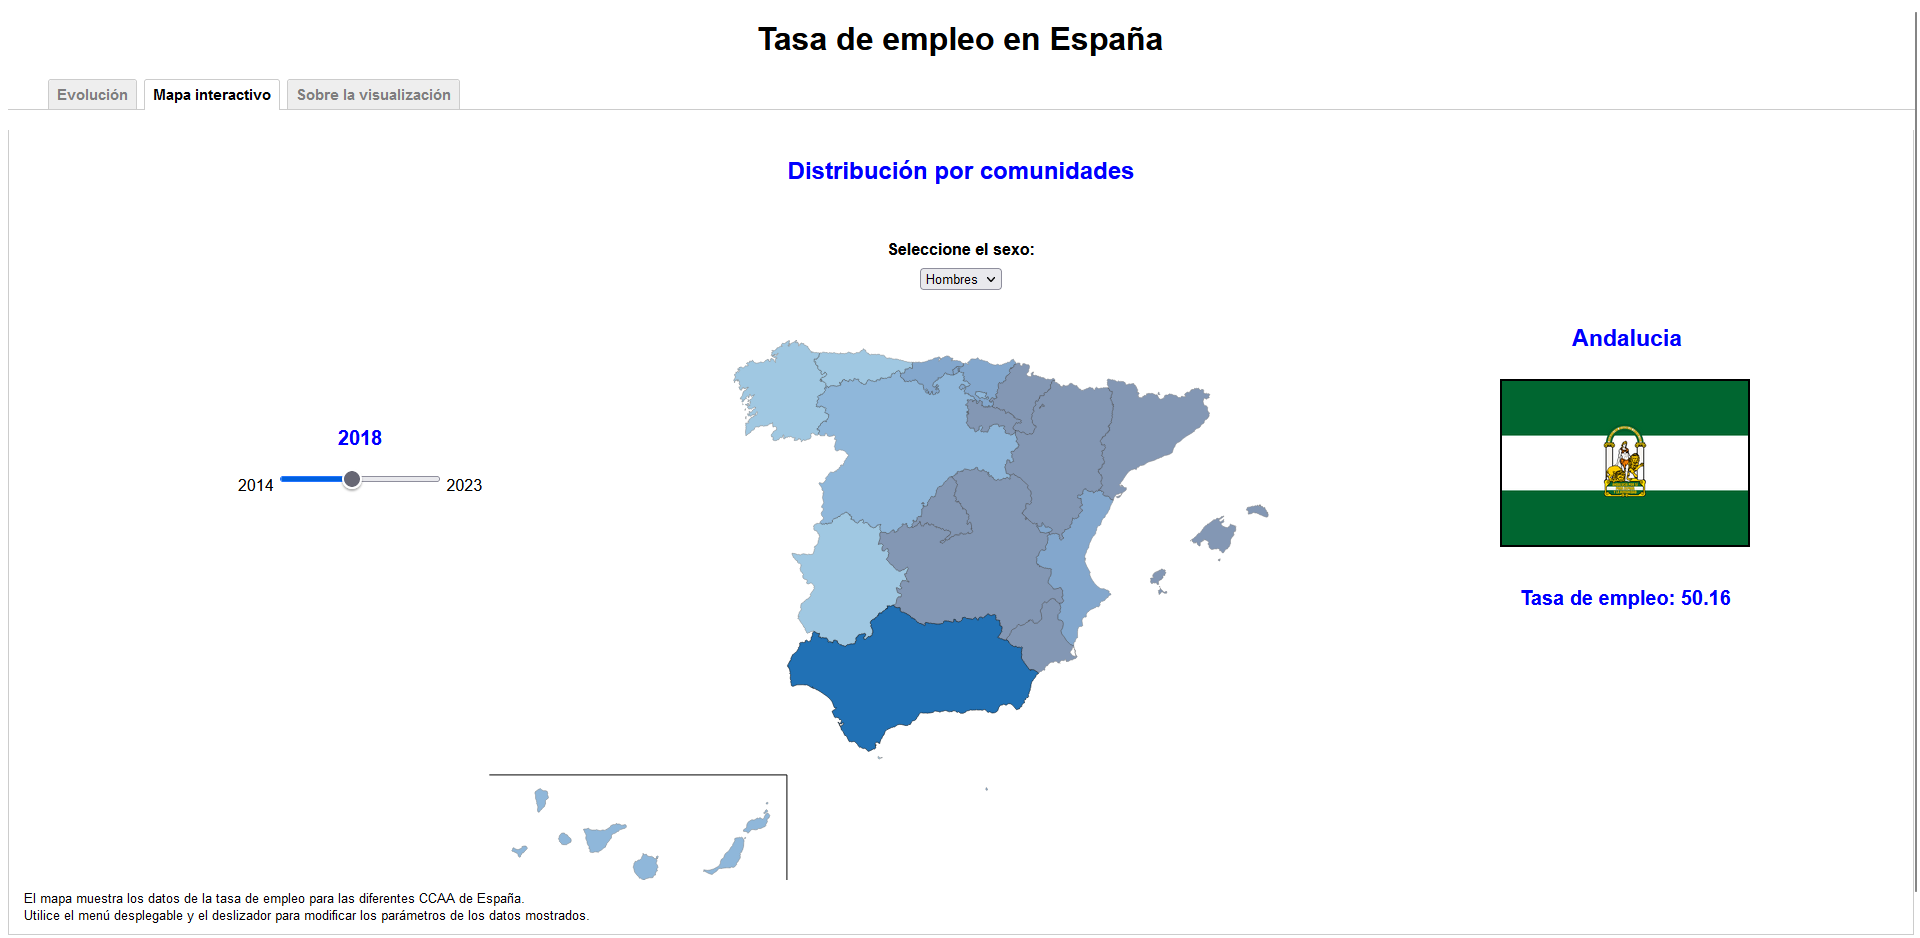 Tasa de empleo en España
Evolución
Mapa interactivo
Sobre la visualización
Distribución por comunidades
Seleccione el sexo:
Hombres
Andalucia
2018
2014
2023
Tasa de empleo: 50.16
El mapa muestra los datos de la tasa de empleo para las diferentes CCAA de España.
Utilice el menú desplegable y el deslizador para modificar los parámetros de los datos mostrados.